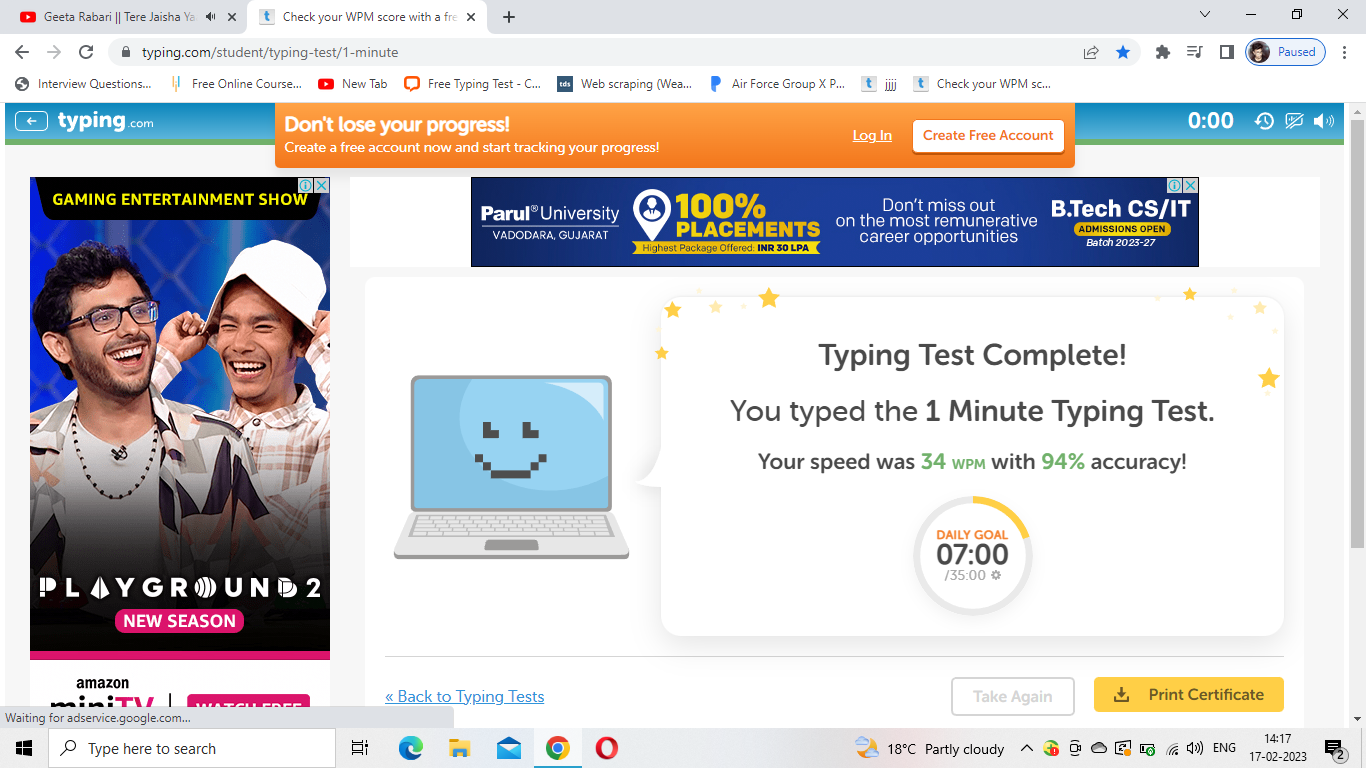 Geeta Rabari || Tere Jaisha Ya
Check your WPM score with a fre
typing.com/student/typing-test/1-minute
Paused
Interview Questions...
Free Online Course...
New Tab
Free Typing Test - C...
tds
Web scraping (Wea...
Air Force Group X P...
jjjj
Check your WPM sc...
typing.com
Don't lose your progress!
Create a free account now and start tracking your progress!
Log In
Create Free Account
0:00
GAMING ENTERTAINMENT SHOW
PLAYGROUND 2
NEW SEASON
amazon
miniTV | WATCH FREE
Parul® University
VADODARA, GUJARAT
100%
PLACEMENTS
Highest Package Offered: INR 30 LPA
Don't miss out
on the most remunerative
career opportunities
B.Tech CS/IT
ADMISSIONS OPEN
Batch 2023-27
Typing Test Complete!
You typed the 1 Minute Typing Test.
Your speed was 34 WPM with 94% accuracy!
DAILY GOAL
07:00
/35:00
« Back to Typing Tests
Take Again
Print Certificate
Waiting for adservice.google.com...
Type here to search
18°C Partly cloudy
ENG
14:17
17-02-2023
2